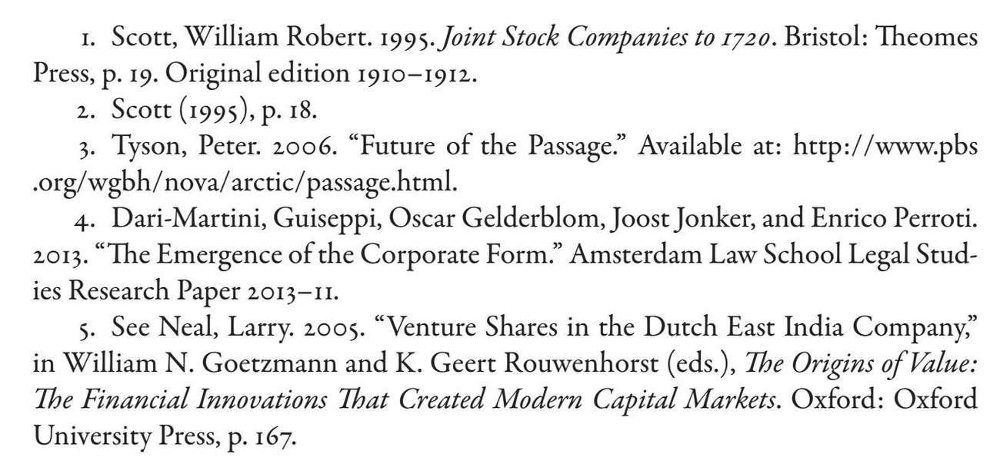 1. Scott, William Robert. 1995. Joint Stock Companies to 1720. Bristol: Theomes
Press, p. 19. Original edition 1910–1912.
2. Scott (1995), p. 18.
3. Tyson, Peter. 2006. “Future of the Passage.” Available at: http://www.pbs
.org/wgbh/nova/arctic/passage.html.
4. Dari-Martini, Guiseppi, Oscar Gelderblom, Joost Jonker, and Enrico Perroti.
2013. “The Emergence of the Corporate Form.” Amsterdam Law School Legal Stud-
ies Research Paper 2013–11.
5. See Neal, Larry. 2005. “Venture Shares in the Dutch East India Company,”
in William N. Goetzmann and K. Geert Rouwenhorst (eds.), The Origins of Value:
The Financial Innovations That Created Modern Capital Markets. Oxford: Oxford
University Press, p. 167.